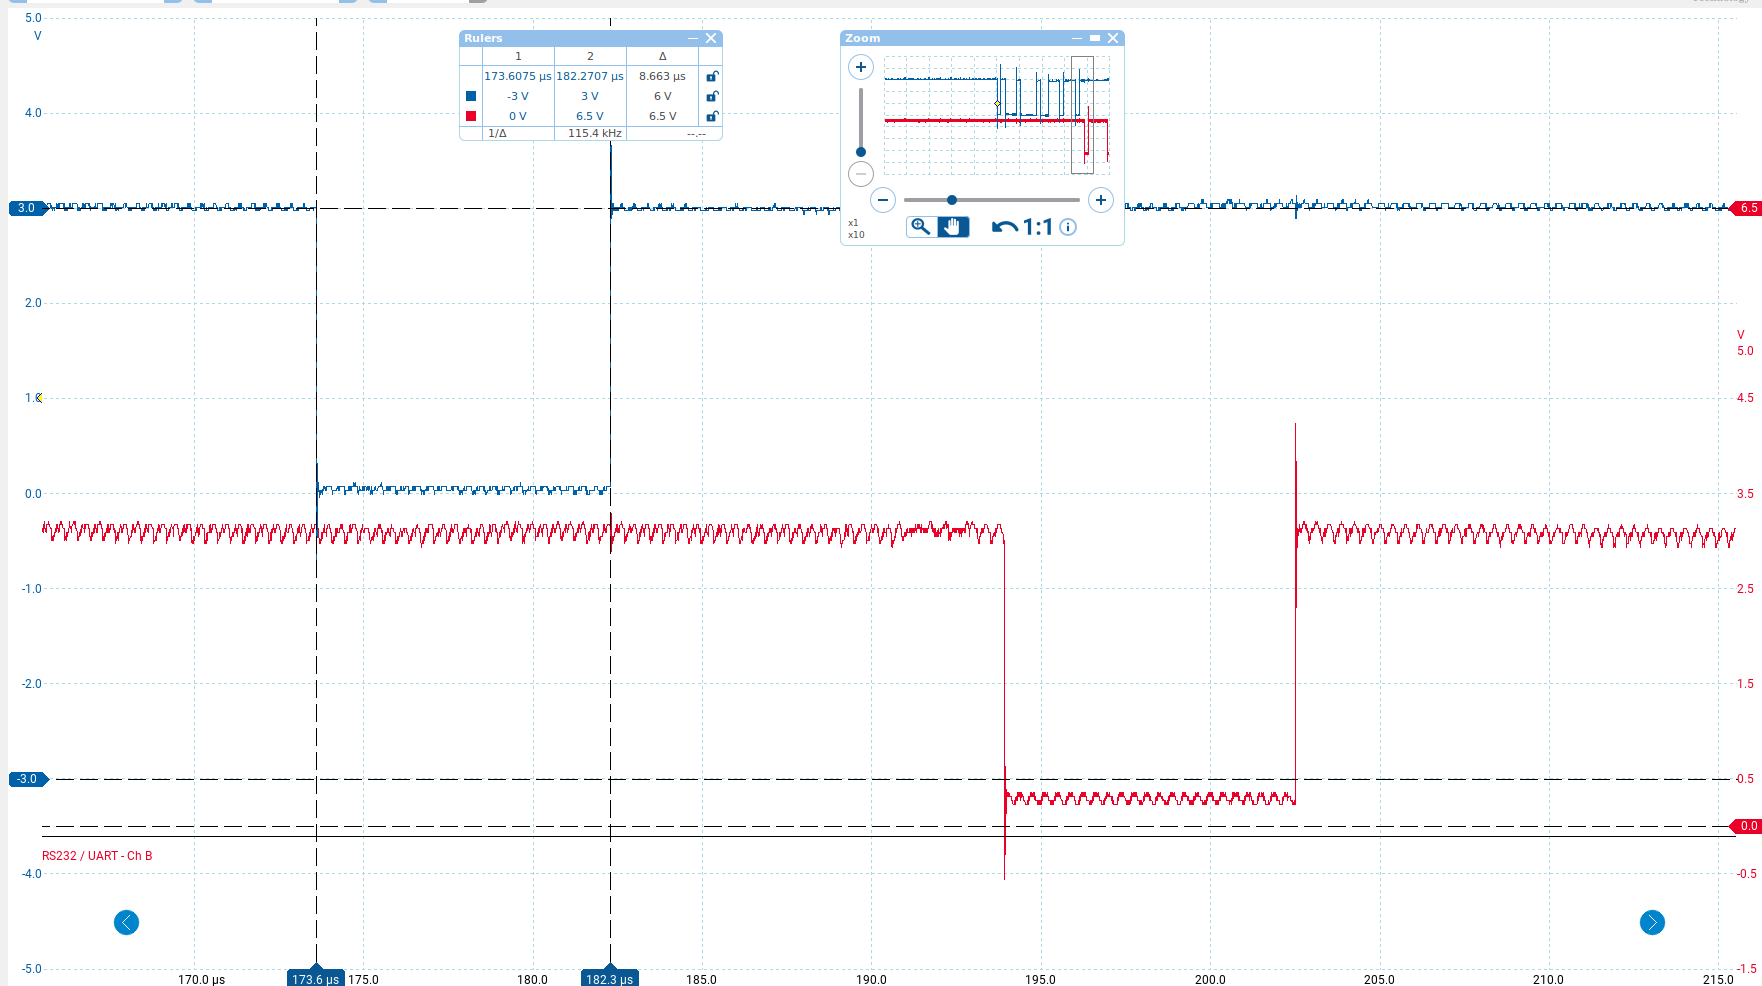 5.0
V
4.0
3.0
2.0
1.0
0.0
-1.0
-2.0
-3.0
-4.0
-5.0
Rulers
1 2 Δ
173.6075 µs 182.2707 µs 8.663 µs
-3 V 3 V 6 V
0 V 6.5 V 6.5 V
1/Δ 115.4 kHz --.--
Zoom
x1
x10
1:1
i
6.5
V
5.0
4.5
3.5
2.5
1.5
0.5
0.0
-0.5
-1.5
RS232 / UART - Ch B
170.0 µs 173.6 µs 175.0 180.0 182.3 µs 185.0 190.0 195.0 200.0 205.0 210.0 215.0